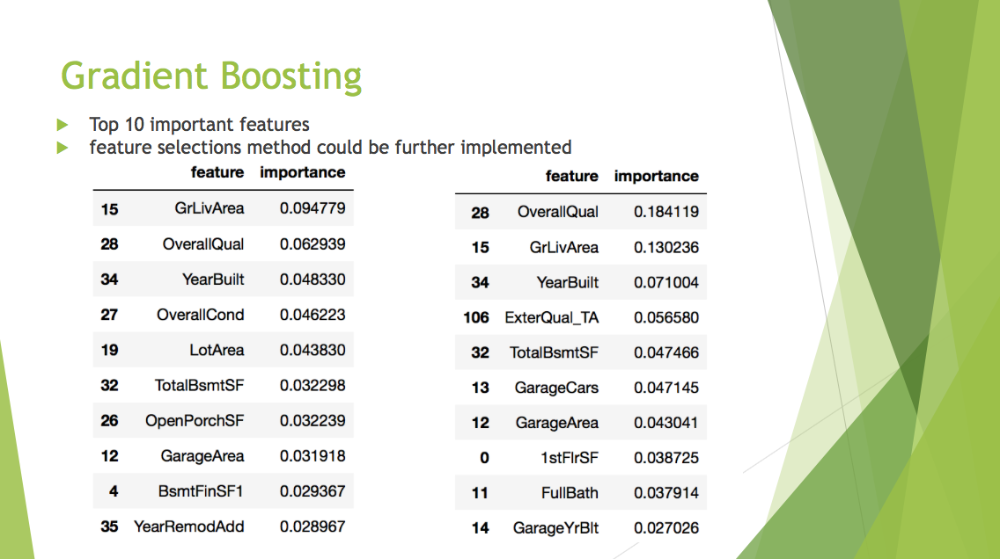 Gradient Boosting
Top 10 important features
feature selections method could be further implemented
feature importance
15 GrLivArea 0.094779
28 OverallQual 0.062939
34 YearBuilt 0.048330
27 OverallCond 0.046223
19 LotArea 0.043830
32 TotalBsmtSF 0.032298
26 OpenPorchSF 0.032239
12 GarageArea 0.031918
4 BsmtFinSF1 0.029367
35 YearRemodAdd 0.028967
feature importance
28 OverallQual 0.184119
15 GrLivArea 0.130236
34 YearBuilt 0.071004
106 ExterQual_TA 0.056580
32 TotalBsmtSF 0.047466
13 GarageCars 0.047145
12 GarageArea 0.043041
0 1stFlrSF 0.038725
11 FullBath 0.037914
14 GarageYrBlt 0.027026